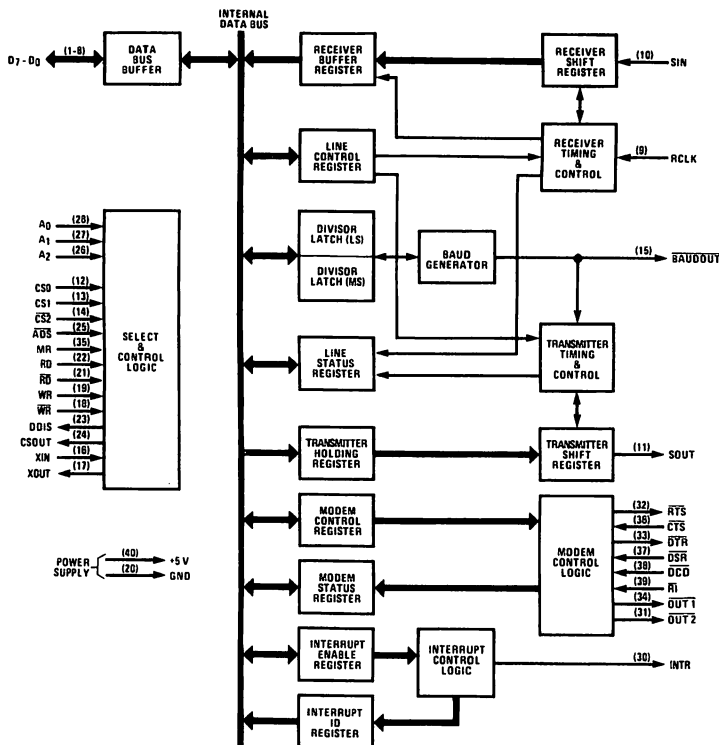 INTERNAL
DATA BUS
D7 - D0
(1-8)
DATA
BUS
BUFFER
RECEIVER
BUFFER
REGISTER
RECEIVER
SHIFT
REGISTER
(10)
SIN
LINE
CONTROL
REGISTER
RECEIVER
TIMING
&
CONTROL
(9)
RCLK
A0 (28)
A1 (27)
A2 (26)
CS0 (12)
CS1 (13)
CS2 (14)
ADS (25)
MR (35)
RD (22)
RD (21)
WR (19)
WR (18)
DDIS (23)
CSOUT (24)
XIN (16)
XOUT (17)
SELECT
&
CONTROL
LOGIC
DIVISOR
LATCH (LS)
DIVISOR
LATCH (MS)
BAUD
GENERATOR
(15)
BAUDOUT
LINE
STATUS
REGISTER
TRANSMITTER
TIMING
&
CONTROL
TRANSMITTER
HOLDING
REGISTER
TRANSMITTER
SHIFT
REGISTER
(11)
SOUT
MODEM
CONTROL
REGISTER
MODEM
CONTROL
LOGIC
(32) RTS
(36) CTS
(33) DTR
(37) DSR
(38) DCD
(39) RI
(34) OUT 1
(31) OUT 2
POWER
SUPPLY
(40) +5 V
(20) GND
MODEM
STATUS
REGISTER
INTERRUPT
ENABLE
REGISTER
INTERRUPT
CONTROL
LOGIC
(30)
INTR
INTERRUPT
ID
REGISTER